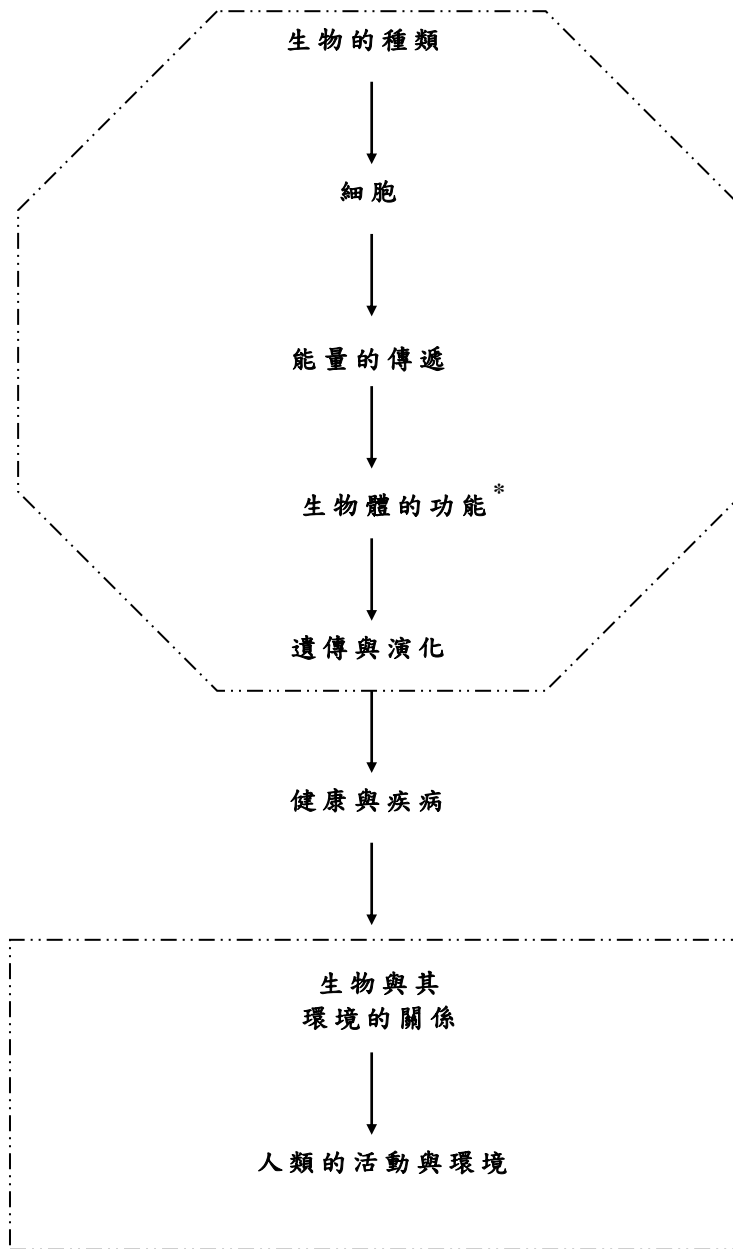 生物的種類
細胞
能量的傳遞
生物體的功能*
遺傳與演化
健康與疾病
生物與其
環境的關係
人類的活動與環境